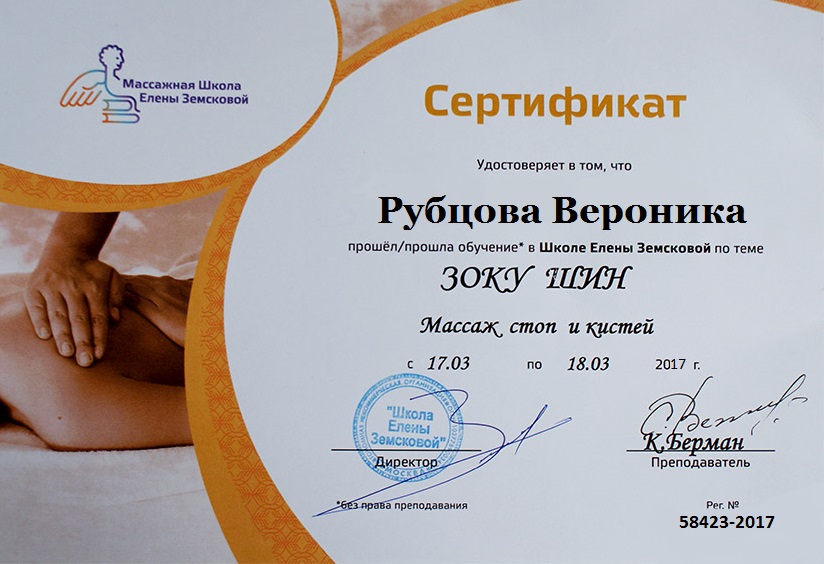 Массажная Школа
Елены Земсковой
Сертификат
Удостоверяет в том, что
Рубцова Вероника
прошёл/прошла обучение* в Школе Елены Земсковой по теме
ЗОКУ ШИН
Массаж стоп и кистей
с 17.03 по 18.03 2017 г.
"Школа
Елены
Земсковой"
К.Берман
Директор
Преподаватель
*без права преподавания
Рег. №
58423-2017